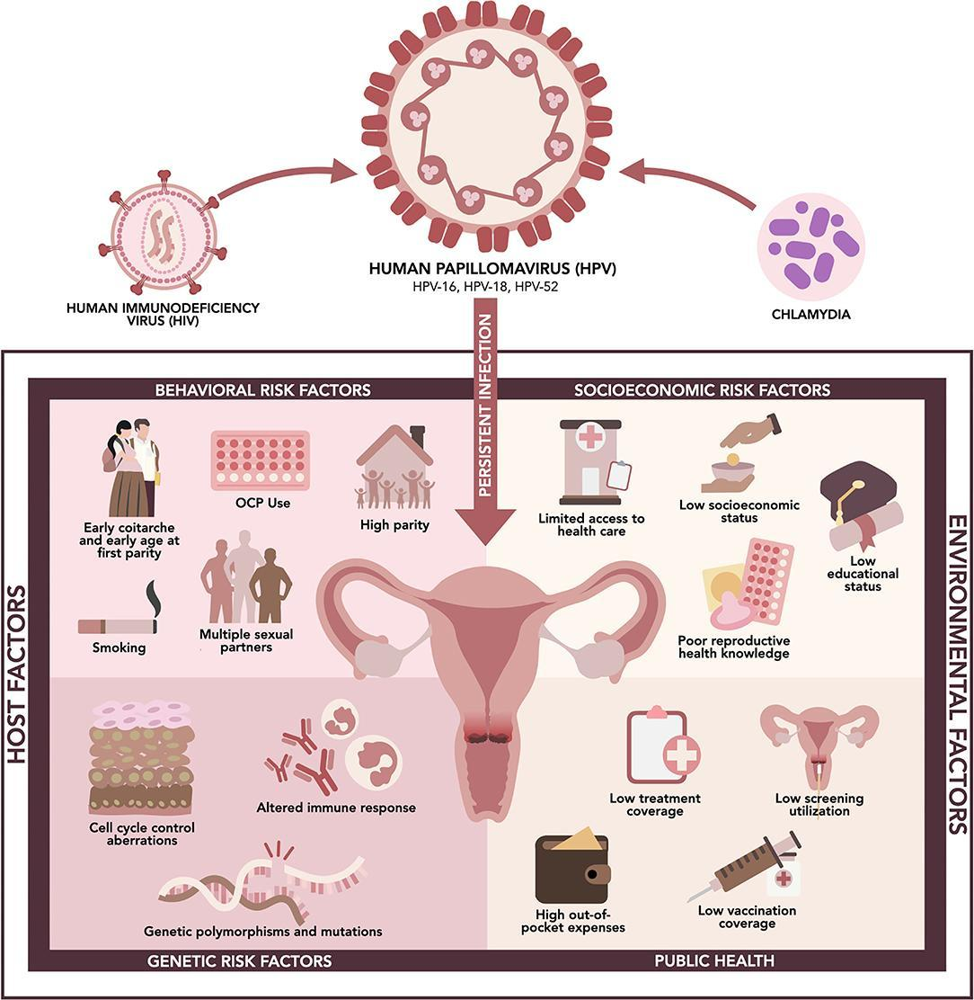 HUMAN PAPILLOMAVIRUS (HPV)
HPV-16, HPV-18, HPV-52
HUMAN IMMUNODEFICIENCY
VIRUS (HIV)
CHLAMYDIA
PERSISTENT INFECTION
HOST FACTORS
ENVIRONMENTAL FACTORS
BEHAVIORAL RISK FACTORS
Early coitarche
and early age at
first parity
OCP Use
High parity
Smoking
Multiple sexual
partners
SOCIOECONOMIC RISK FACTORS
Limited access to
health care
Low socioeconomic
status
Low
educational
status
Poor reproductive
health knowledge
Cell cycle control
aberrations
Altered immune response
Genetic polymorphisms and mutations
GENETIC RISK FACTORS
Low treatment
coverage
Low screening
utilization
High out-of-
pocket expenses
Low vaccination
coverage
PUBLIC HEALTH